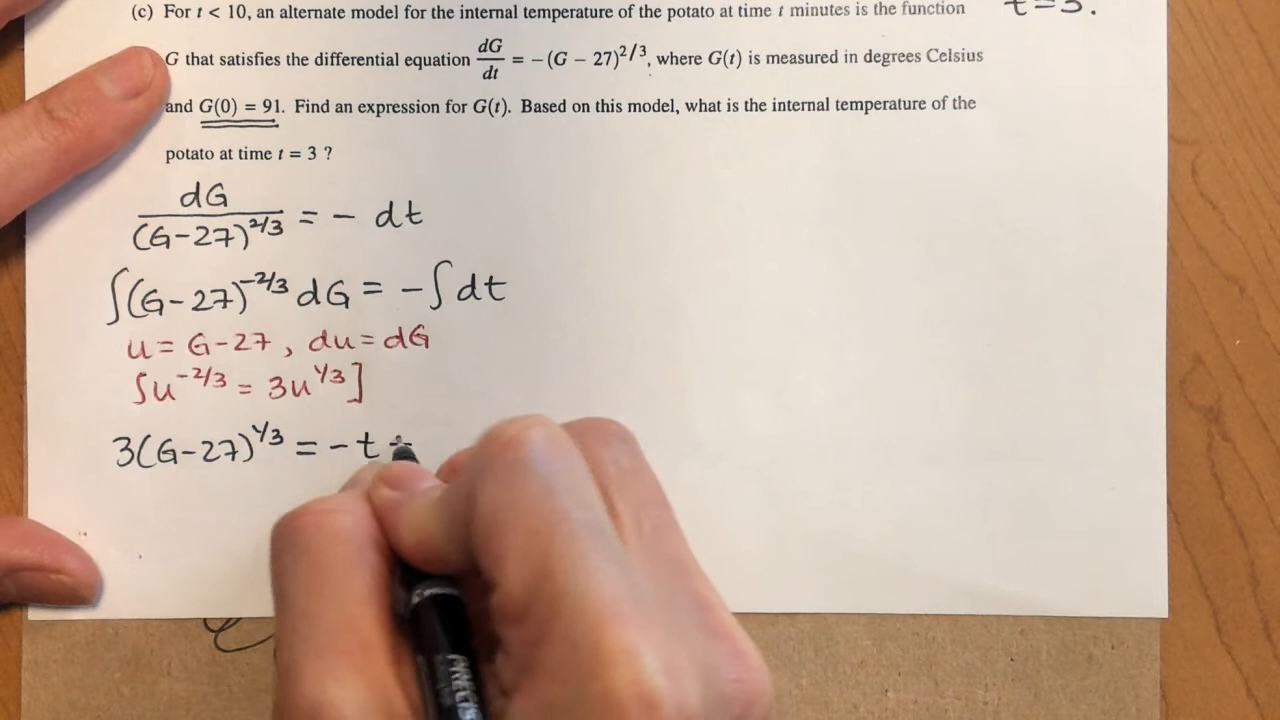 (c) For t < 10, an alternate model for the internal temperature of the potato at time t minutes is the function
t=3.
G that satisfies the differential equation dG/dt = −(G − 27)^2/3, where G(t) is measured in degrees Celsius
and G(0) = 91. Find an expression for G(t). Based on this model, what is the internal temperature of the
potato at time t = 3 ?
dG/(G-27)^2/3 = - dt
∫(G-27)^-2/3 dG = -∫dt
u = G-27, du = dG
∫u^-2/3 = 3u^1/3]
3(G-27)^1/3 = -t